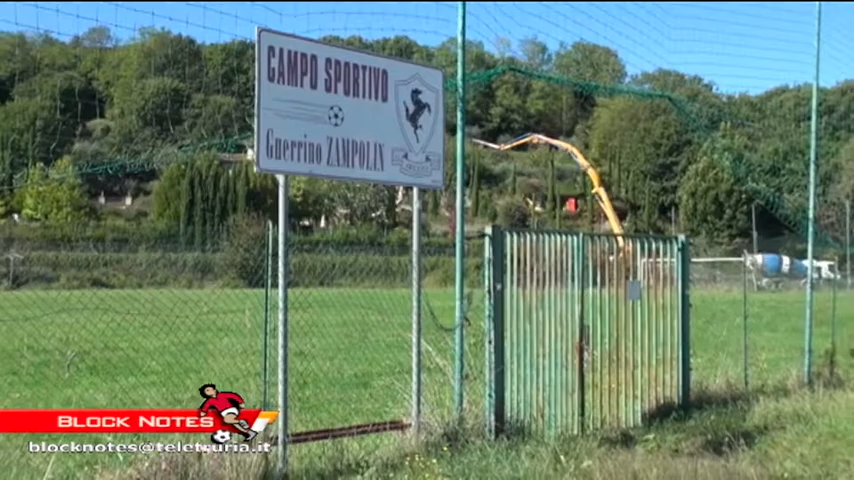 CAMPO SPORTIVO
Guerrino ZAMPOLIN
BLOCK NOTES
blocknotes@teletruria.it